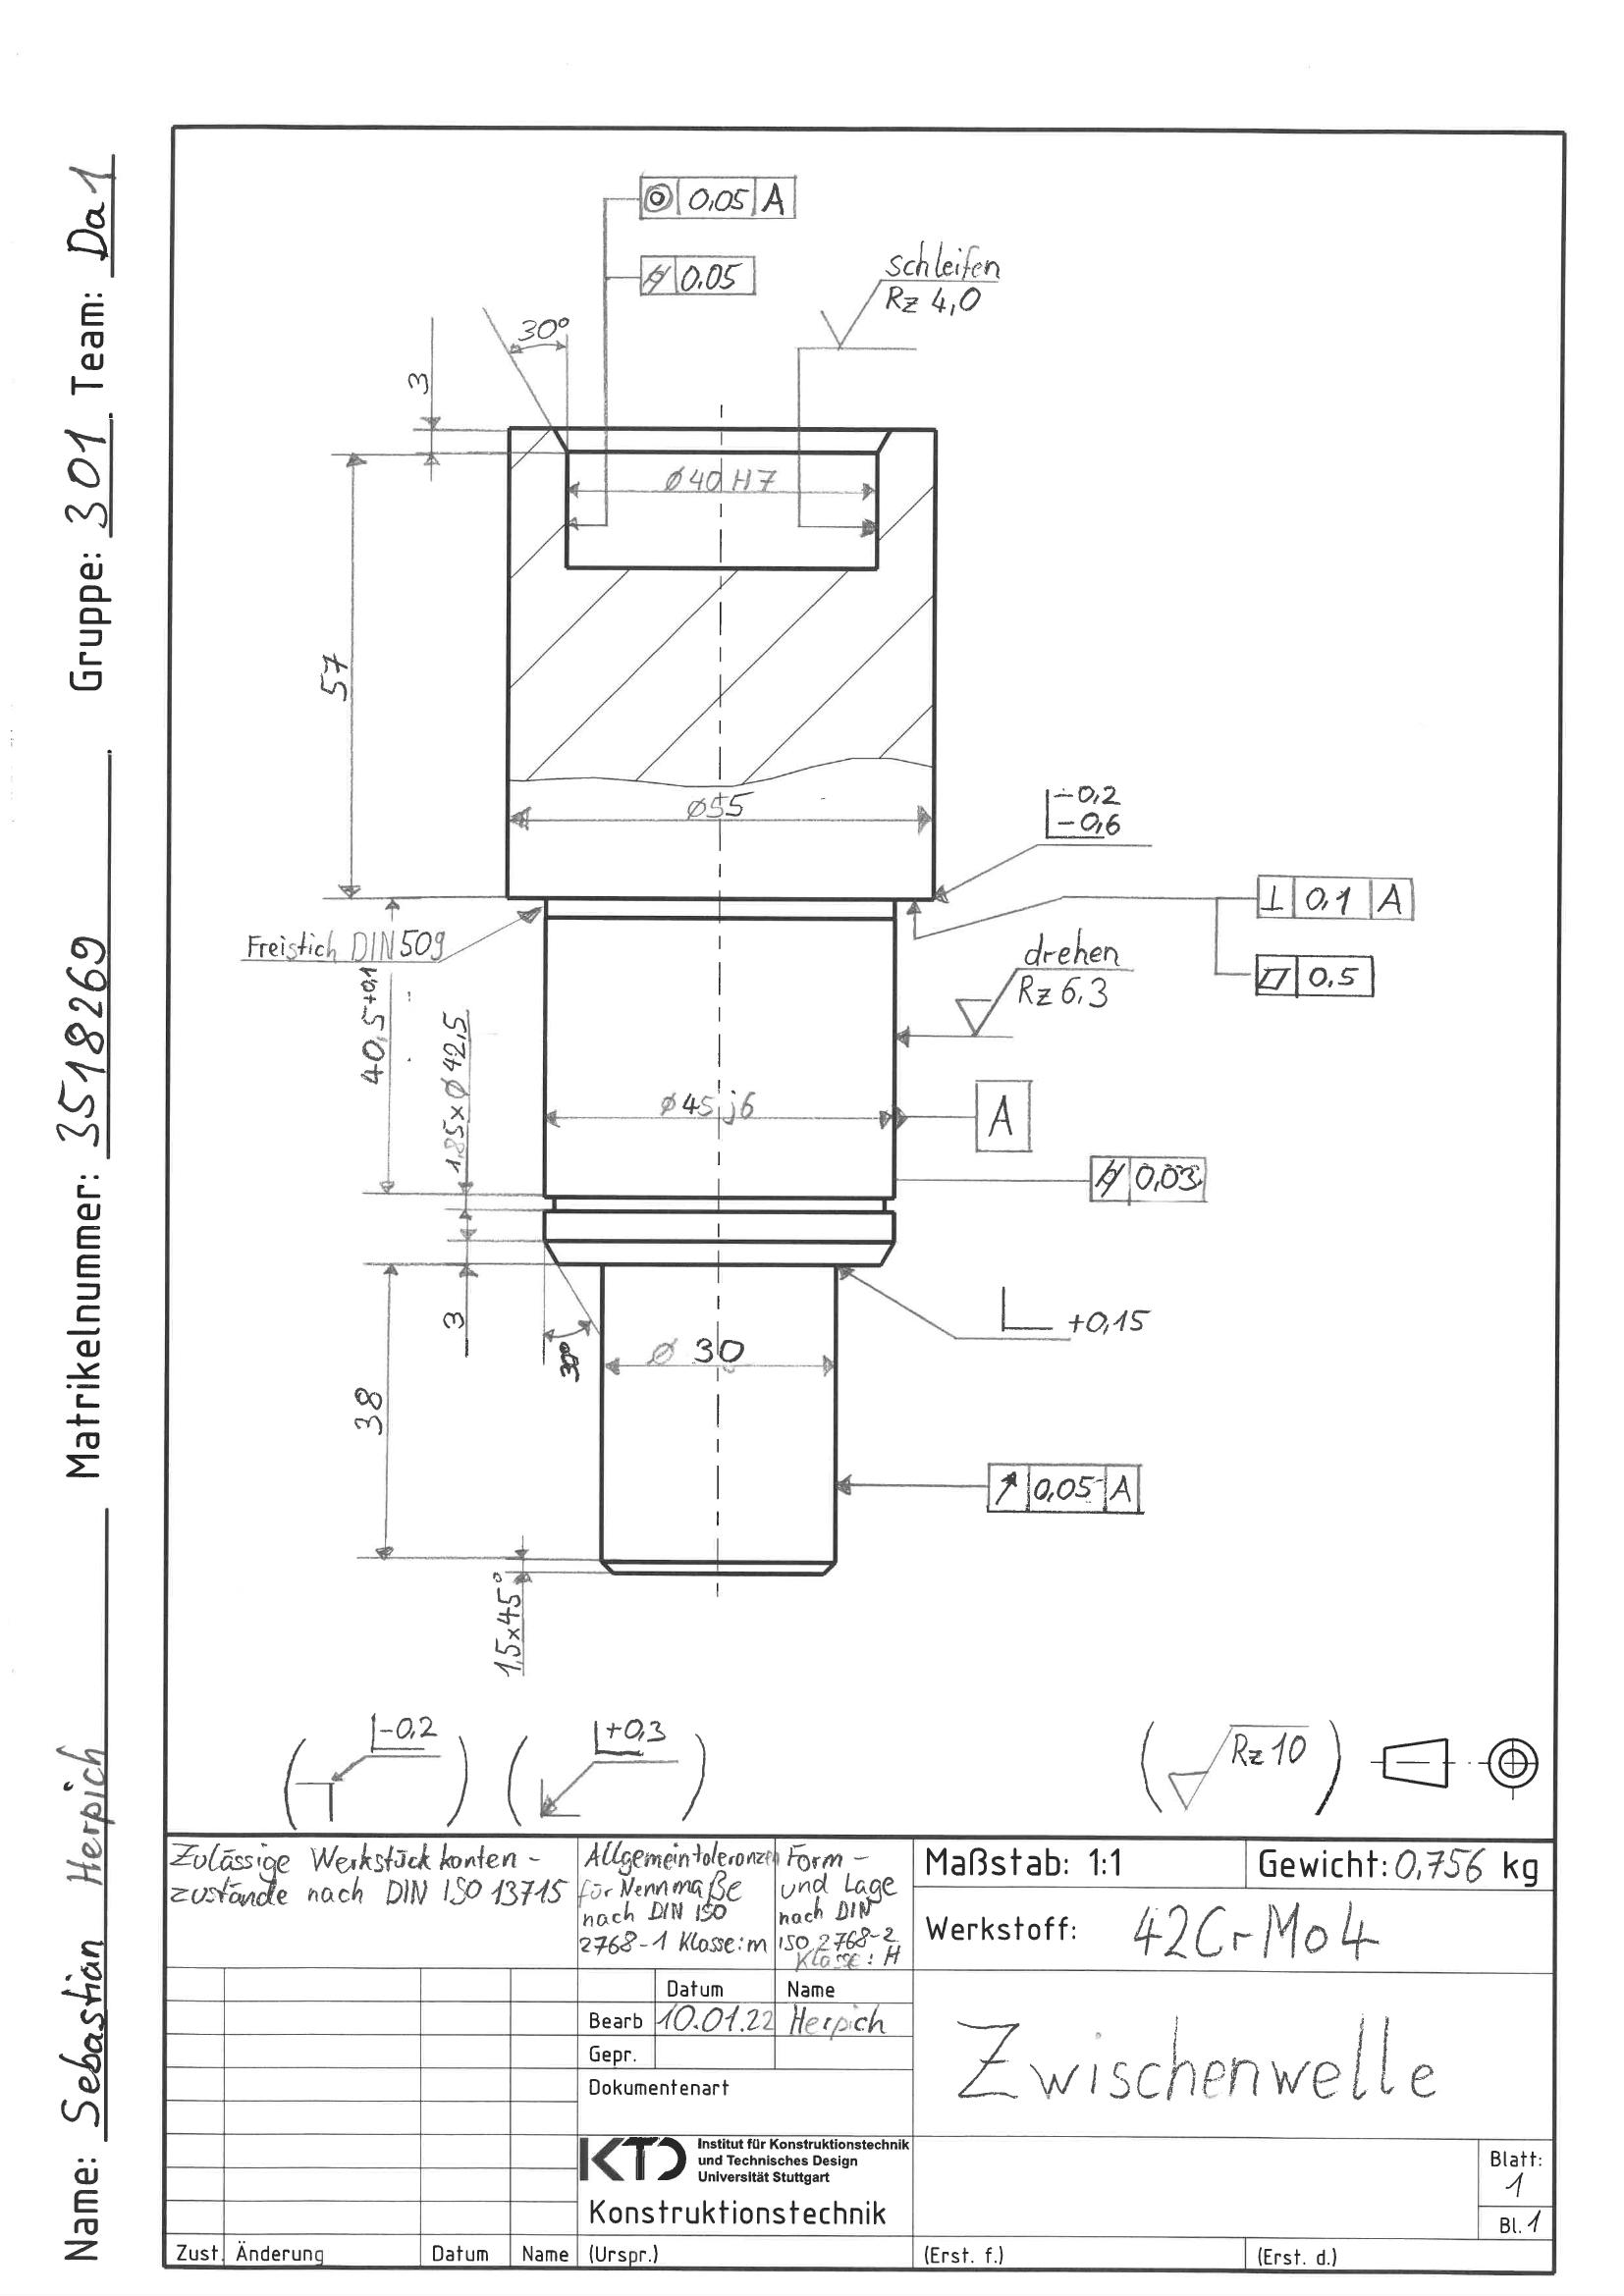 Name: Sebastian Herpich Matrikelnummer: 3518269 Gruppe: 301 Team: Da1
◎ 0,05 A
⌭ 0,05
schleifen
Rz 4,0
30°
3
⌀40 H7
57
⌀55
-0,2
-0,6
⊥ 0,1 A
⏥ 0,5
Freistich DIN 509
drehen
Rz 6,3
40,5+0,1
1,85x⌀42,5
⌀45 j6
A
⌭ 0,03
3
30°
+0,15
⌀ 30
38
↗ 0,05 A
1,5x45°
(-0,2) (+0,3)
(Rz 10)
Zulässige Werkstückkanten-
zustände nach DIN ISO 13715
Allgemeintoleranzen
für Nennmaße
nach DIN ISO
2768-1 Klasse: m
Form-
und Lage
nach DIN
ISO 2768-2
Klasse: H
Maßstab: 1:1
Gewicht: 0,756 kg
Werkstoff: 42CrMo4
Datum Name
Bearb 10.01.22 Herpich
Gepr.
Dokumentenart
Zwischenwelle
KTD
Institut für Konstruktionstechnik
und Technisches Design
Universität Stuttgart
Konstruktionstechnik
Blatt:
1
Bl. 1
Zust. Änderung Datum Name (Urspr.) (Erst. f.) (Erst. d.)